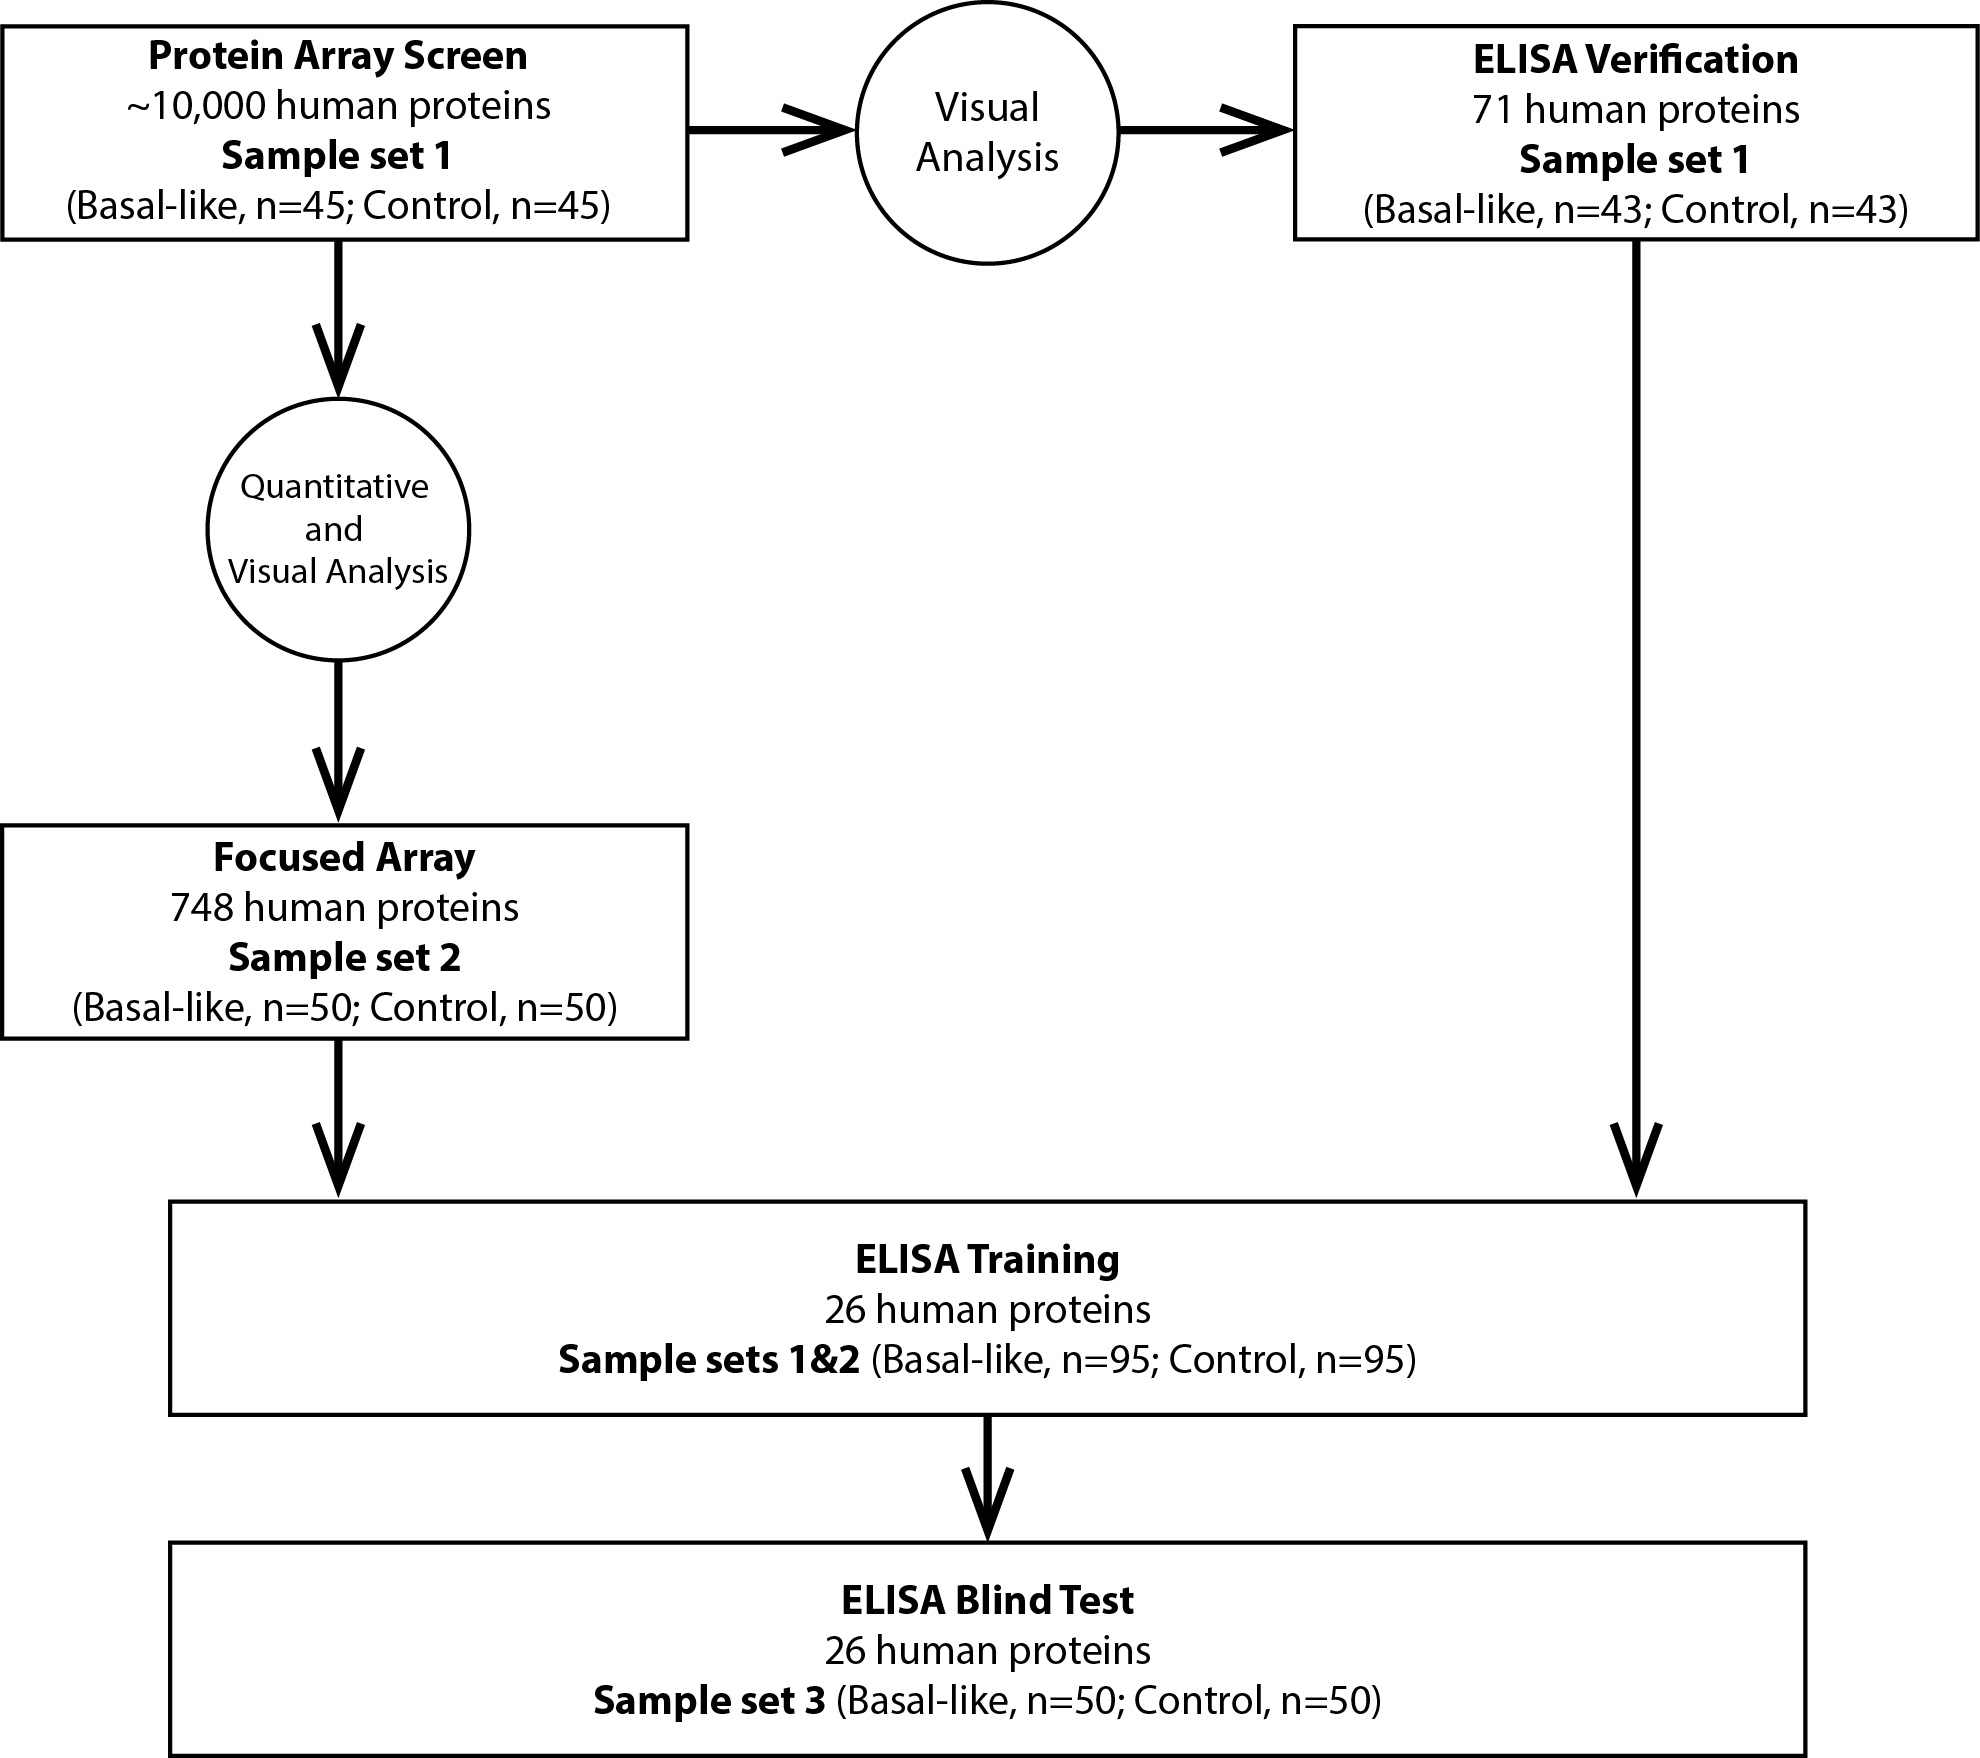 Protein Array Screen
~10,000 human proteins
Sample set 1
(Basal-like, n=45; Control, n=45)
Visual
Analysis
ELISA Verification
71 human proteins
Sample set 1
(Basal-like, n=43; Control, n=43)
Quantitative
and
Visual Analysis
Focused Array
748 human proteins
Sample set 2
(Basal-like, n=50; Control, n=50)
ELISA Training
26 human proteins
Sample sets 1&2 (Basal-like, n=95; Control, n=95)
ELISA Blind Test
26 human proteins
Sample set 3 (Basal-like, n=50; Control, n=50)